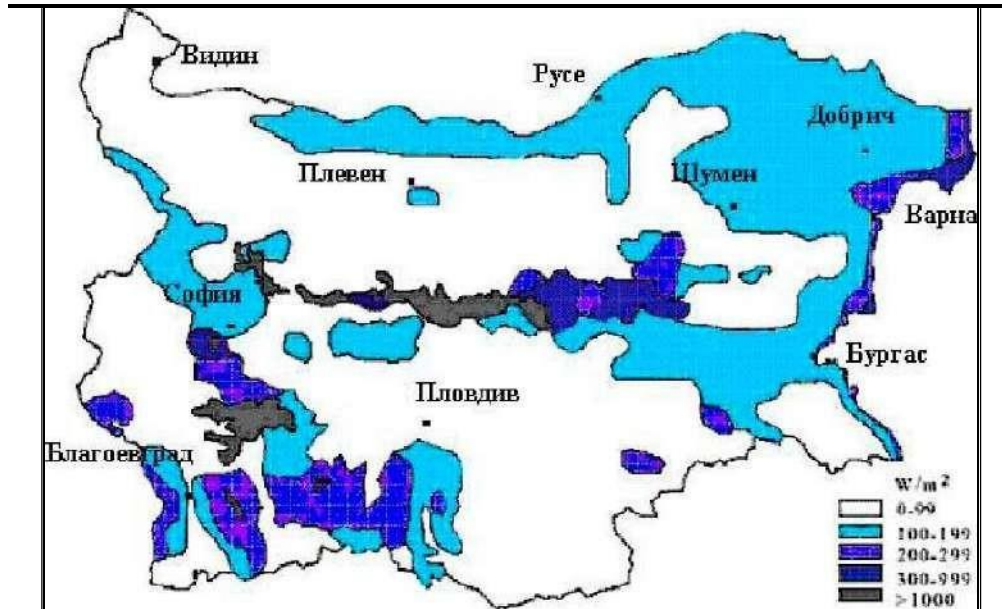 Видин
Русе
Добрич
Плевен
Шумен
Варна
София
Бургас
Пловдив
Благоевград
W/m²
0-99
100-199
200-299
300-999
>1000